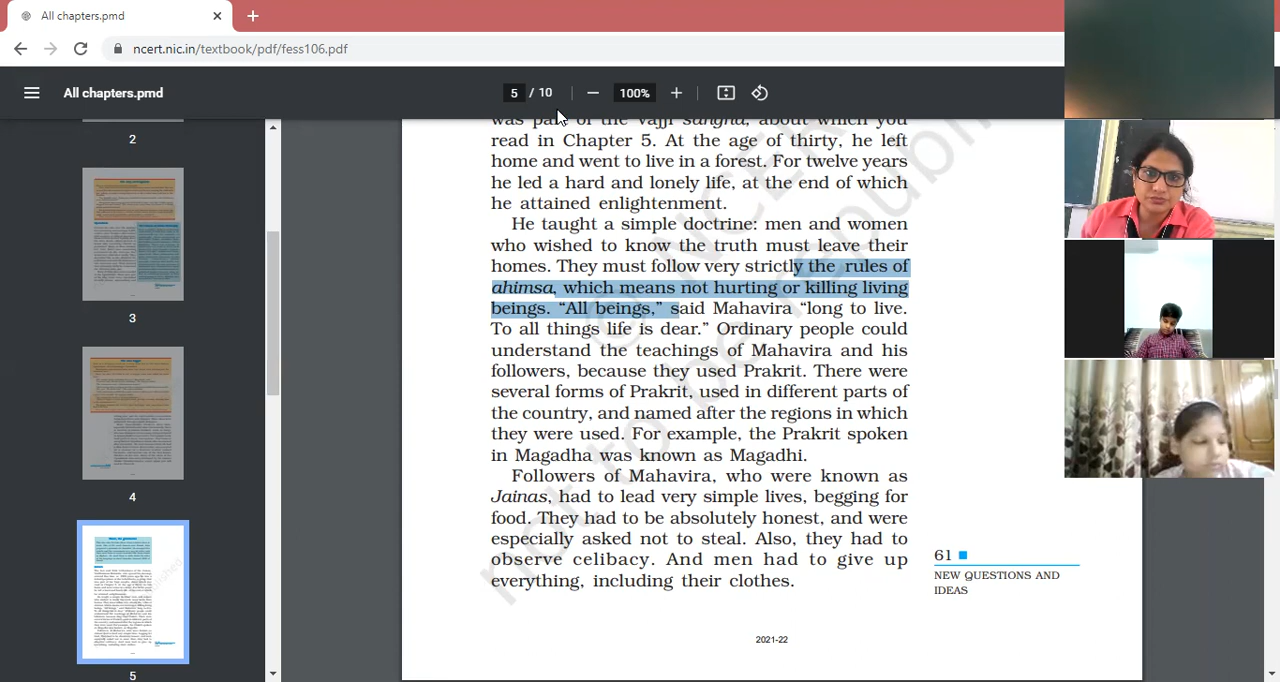 All chapters.pmd
ncert.nic.in/textbook/pdf/fess106.pdf
All chapters.pmd
5 / 10
100%
2
3
4
5
was part of the Vajji sangha, about which you
read in Chapter 5. At the age of thirty, he left
home and went to live in a forest. For twelve years
he led a hard and lonely life, at the end of which
he attained enlightenment.
He taught a simple doctrine: men and women
who wished to know the truth must leave their
homes. They must follow very strictly the rules of
ahimsa, which means not hurting or killing living
beings. “All beings,” said Mahavira “long to live.
To all things life is dear.” Ordinary people could
understand the teachings of Mahavira and his
followers, because they used Prakrit. There were
several forms of Prakrit, used in different parts of
the country, and named after the regions in which
they were used. For example, the Prakrit spoken
in Magadha was known as Magadhi.
Followers of Mahavira, who were known as
Jainas, had to lead very simple lives, begging for
food. They had to be absolutely honest, and were
especially asked not to steal. Also, they had to
observe celibacy. And men had to give up
everything, including their clothes.
61
NEW QUESTIONS AND
IDEAS
2021-22